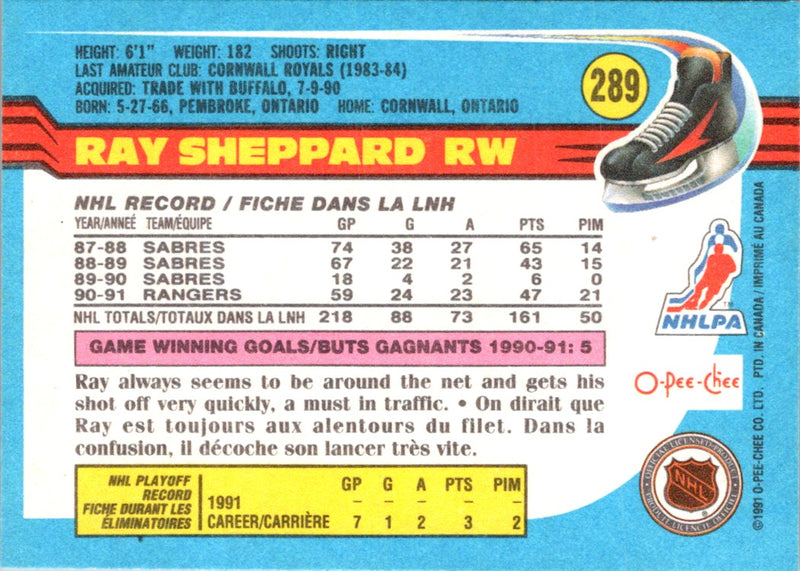 HEIGHT: 6'1" WEIGHT: 182 SHOOTS: RIGHT
LAST AMATEUR CLUB: CORNWALL ROYALS (1983-84)
ACQUIRED: TRADE WITH BUFFALO, 7-9-90
BORN: 5-27-66, PEMBROKE, ONTARIO HOME: CORNWALL, ONTARIO
289
RAY SHEPPARD RW
NHL RECORD / FICHE DANS LA LNH
YEAR/ANNEÉ TEAM/ÉQUIPE GP G A PTS PIM
87-88 SABRES 74 38 27 65 14
88-89 SABRES 67 22 21 43 15
89-90 SABRES 18 4 2 6 0
90-91 RANGERS 59 24 23 47 21
NHL TOTALS/TOTAUX DANS LA LNH 218 88 73 161 50
GAME WINNING GOALS/BUTS GAGNANTS 1990-91: 5
Ray always seems to be around the net and gets his
shot off very quickly, a must in traffic. • On dirait que
Ray est toujours aux alentours du filet. Dans la
confusion, il décoche son lancer très vite.
NHL PLAYOFF
RECORD
FICHE DURANT LES
ÉLIMINATOIRES
GP G A PTS PIM
1991 – – – – –
CAREER/CARRIÈRE 7 1 2 3 2
NHLPA
TM
O-Pee-Chee
OFFICIAL LICENSED PRODUCT
NHL
®
PRODUIT LICENCIÉ OFFICIEL
©1991 O-PEE-CHEE CO. LTD. PTD. IN CANADA / IMPRIMÉ AU CANADA